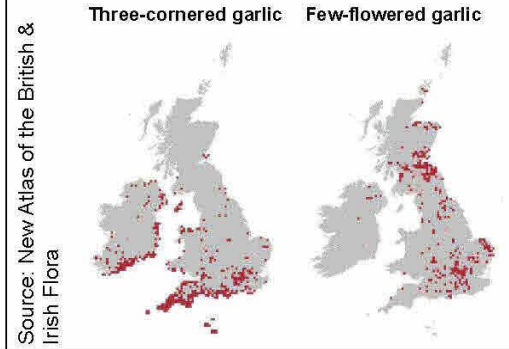 Three-cornered garlic
Few-flowered garlic
Source: New Atlas of the British &
Irish Flora